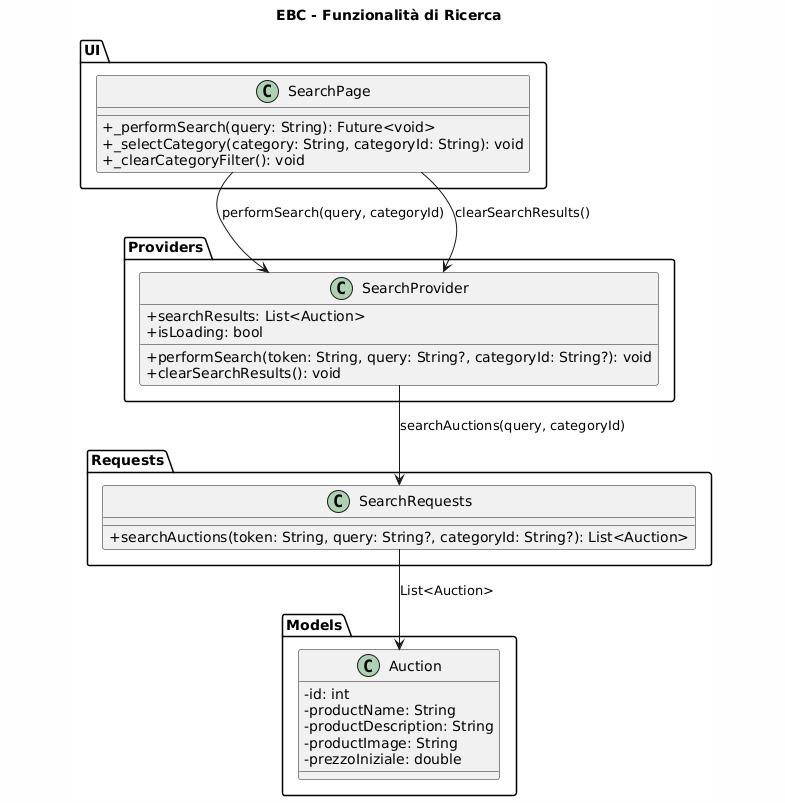 EBC - Funzionalità di Ricerca
UI
C SearchPage
+_performSearch(query: String): Future<void>
+_selectCategory(category: String, categoryId: String): void
+_clearCategoryFilter(): void
performSearch(query, categoryId)
clearSearchResults()
Providers
C SearchProvider
+searchResults: List<Auction>
+isLoading: bool
+performSearch(token: String, query: String?, categoryId: String?): void
+clearSearchResults(): void
searchAuctions(query, categoryId)
Requests
C SearchRequests
+searchAuctions(token: String, query: String?, categoryId: String?): List<Auction>
List<Auction>
Models
C Auction
-id: int
-productName: String
-productDescription: String
-productImage: String
-prezzoIniziale: double